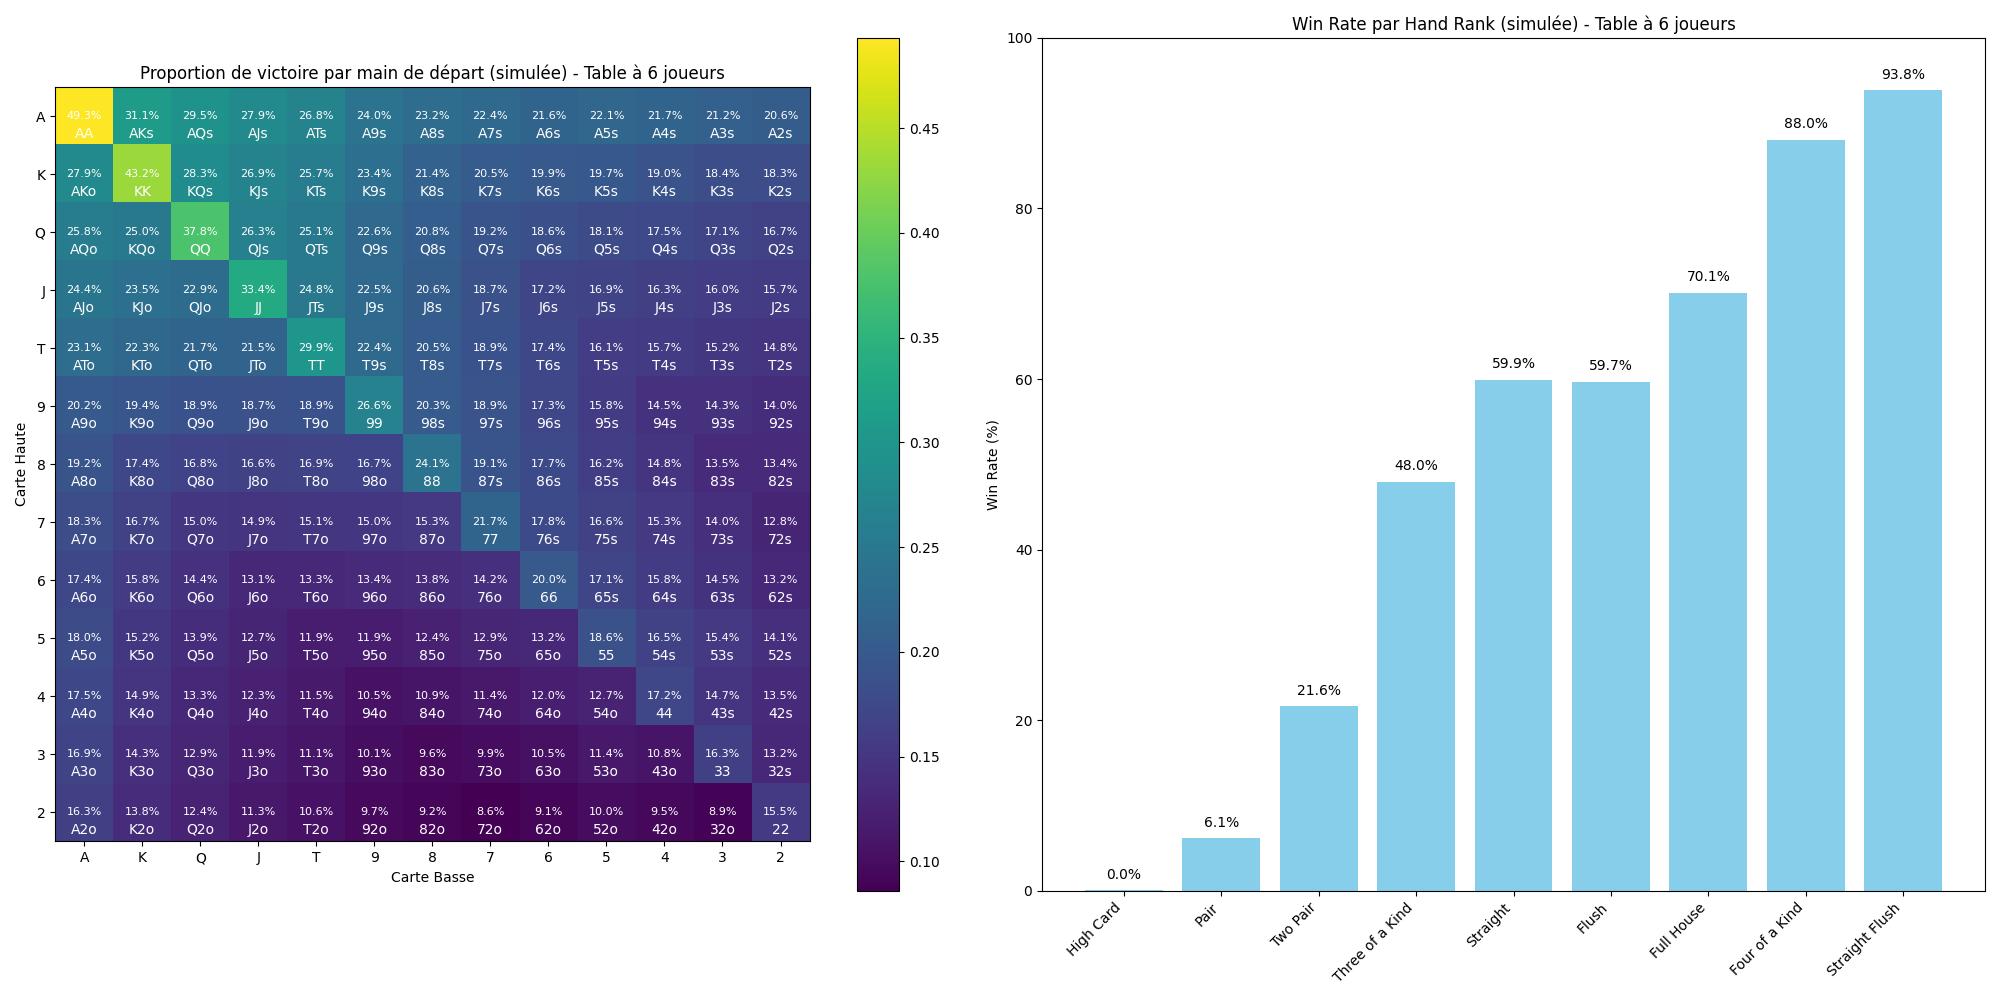 Proportion de victoire par main de départ (simulée) - Table à 6 joueurs
A
49.3% 31.1% 29.5% 27.9% 26.8% 24.0% 23.2% 22.4% 21.6% 22.1% 21.7% 21.2% 20.6%
AA AKs AQs AJs ATs A9s A8s A7s A6s A5s A4s A3s A2s
K
27.9% 43.2% 28.3% 26.9% 25.7% 23.4% 21.4% 20.5% 19.9% 19.7% 19.0% 18.4% 18.3%
AKo KK KQs KJs KTs K9s K8s K7s K6s K5s K4s K3s K2s
Q
25.8% 25.0% 37.8% 26.3% 25.1% 22.6% 20.8% 19.2% 18.6% 18.1% 17.5% 17.1% 16.7%
AQo KQo QQ QJs QTs Q9s Q8s Q7s Q6s Q5s Q4s Q3s Q2s
J
24.4% 23.5% 22.9% 33.4% 24.8% 22.5% 20.6% 18.7% 17.2% 16.9% 16.3% 16.0% 15.7%
AJo KJo QJo JJ JTs J9s J8s J7s J6s J5s J4s J3s J2s
T
23.1% 22.3% 21.7% 21.5% 29.9% 22.4% 20.5% 18.9% 17.4% 16.1% 15.7% 15.2% 14.8%
ATo KTo QTo JTo TT T9s T8s T7s T6s T5s T4s T3s T2s
9
20.2% 19.4% 18.9% 18.7% 18.9% 26.6% 20.3% 18.9% 17.3% 15.8% 14.5% 14.3% 14.0%
A9o K9o Q9o J9o T9o 99 98s 97s 96s 95s 94s 93s 92s
8
19.2% 17.4% 16.8% 16.6% 16.9% 16.7% 24.1% 19.1% 17.7% 16.2% 14.8% 13.5% 13.4%
A8o K8o Q8o J8o T8o 98o 88 87s 86s 85s 84s 83s 82s
7
18.3% 16.7% 15.0% 14.9% 15.1% 15.0% 15.3% 21.7% 17.8% 16.6% 15.3% 14.0% 12.8%
A7o K7o Q7o J7o T7o 97o 87o 77 76s 75s 74s 73s 72s
6
17.4% 15.8% 14.4% 13.1% 13.3% 13.4% 13.8% 14.2% 20.0% 17.1% 15.8% 14.5% 13.2%
A6o K6o Q6o J6o T6o 96o 86o 76o 66 65s 64s 63s 62s
5
18.0% 15.2% 13.9% 12.7% 11.9% 11.9% 12.4% 12.9% 13.2% 18.6% 16.5% 15.4% 14.1%
A5o K5o Q5o J5o T5o 95o 85o 75o 65o 55 54s 53s 52s
4
17.5% 14.9% 13.3% 12.3% 11.5% 10.5% 10.9% 11.4% 12.0% 12.7% 17.2% 14.7% 13.5%
A4o K4o Q4o J4o T4o 94o 84o 74o 64o 54o 44 43s 42s
3
16.9% 14.3% 12.9% 11.9% 11.1% 10.1% 9.6% 9.9% 10.5% 11.4% 10.8% 16.3% 13.2%
A3o K3o Q3o J3o T3o 93o 83o 73o 63o 53o 43o 33 32s
2
16.3% 13.8% 12.4% 11.3% 10.6% 9.7% 9.2% 8.6% 9.1% 10.0% 9.5% 8.9% 15.5%
A2o K2o Q2o J2o T2o 92o 82o 72o 62o 52o 42o 32o 22
A K Q J T 9 8 7 6 5 4 3 2
Carte Basse
Carte Haute
0.45
0.40
0.35
0.30
0.25
0.20
0.15
0.10
Win Rate par Hand Rank (simulée) - Table à 6 joueurs
Win Rate (%)
100
80
60
40
20
0
0.0%
6.1%
21.6%
48.0%
59.9%
59.7%
70.1%
88.0%
93.8%
High Card
Pair
Two Pair
Three of a Kind
Straight
Flush
Full House
Four of a Kind
Straight Flush